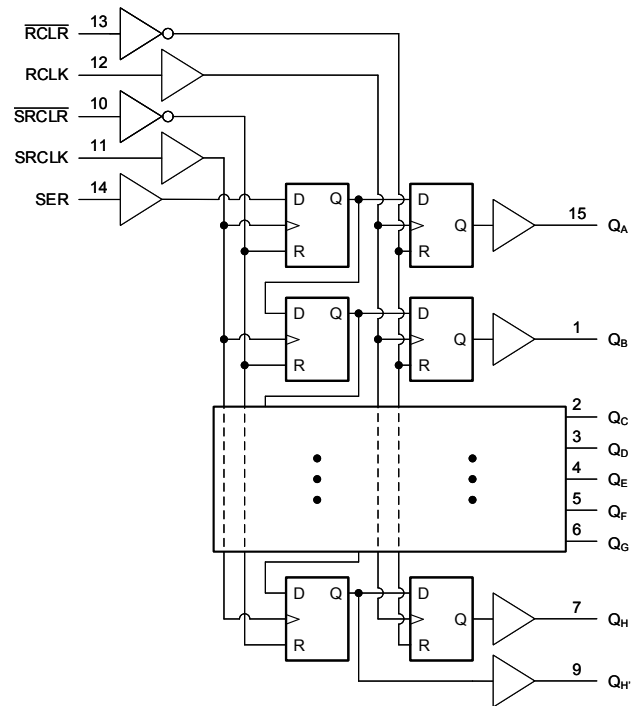 RCLR 13
RCLK 12
SRCLR 10
SRCLK 11
SER 14
D Q D
Q 15 QA
R R
D Q D
Q 1 QB
R R
2 QC
3 QD
4 QE
5 QF
6 QG
D Q D
Q 7 QH
R R
9 QH'